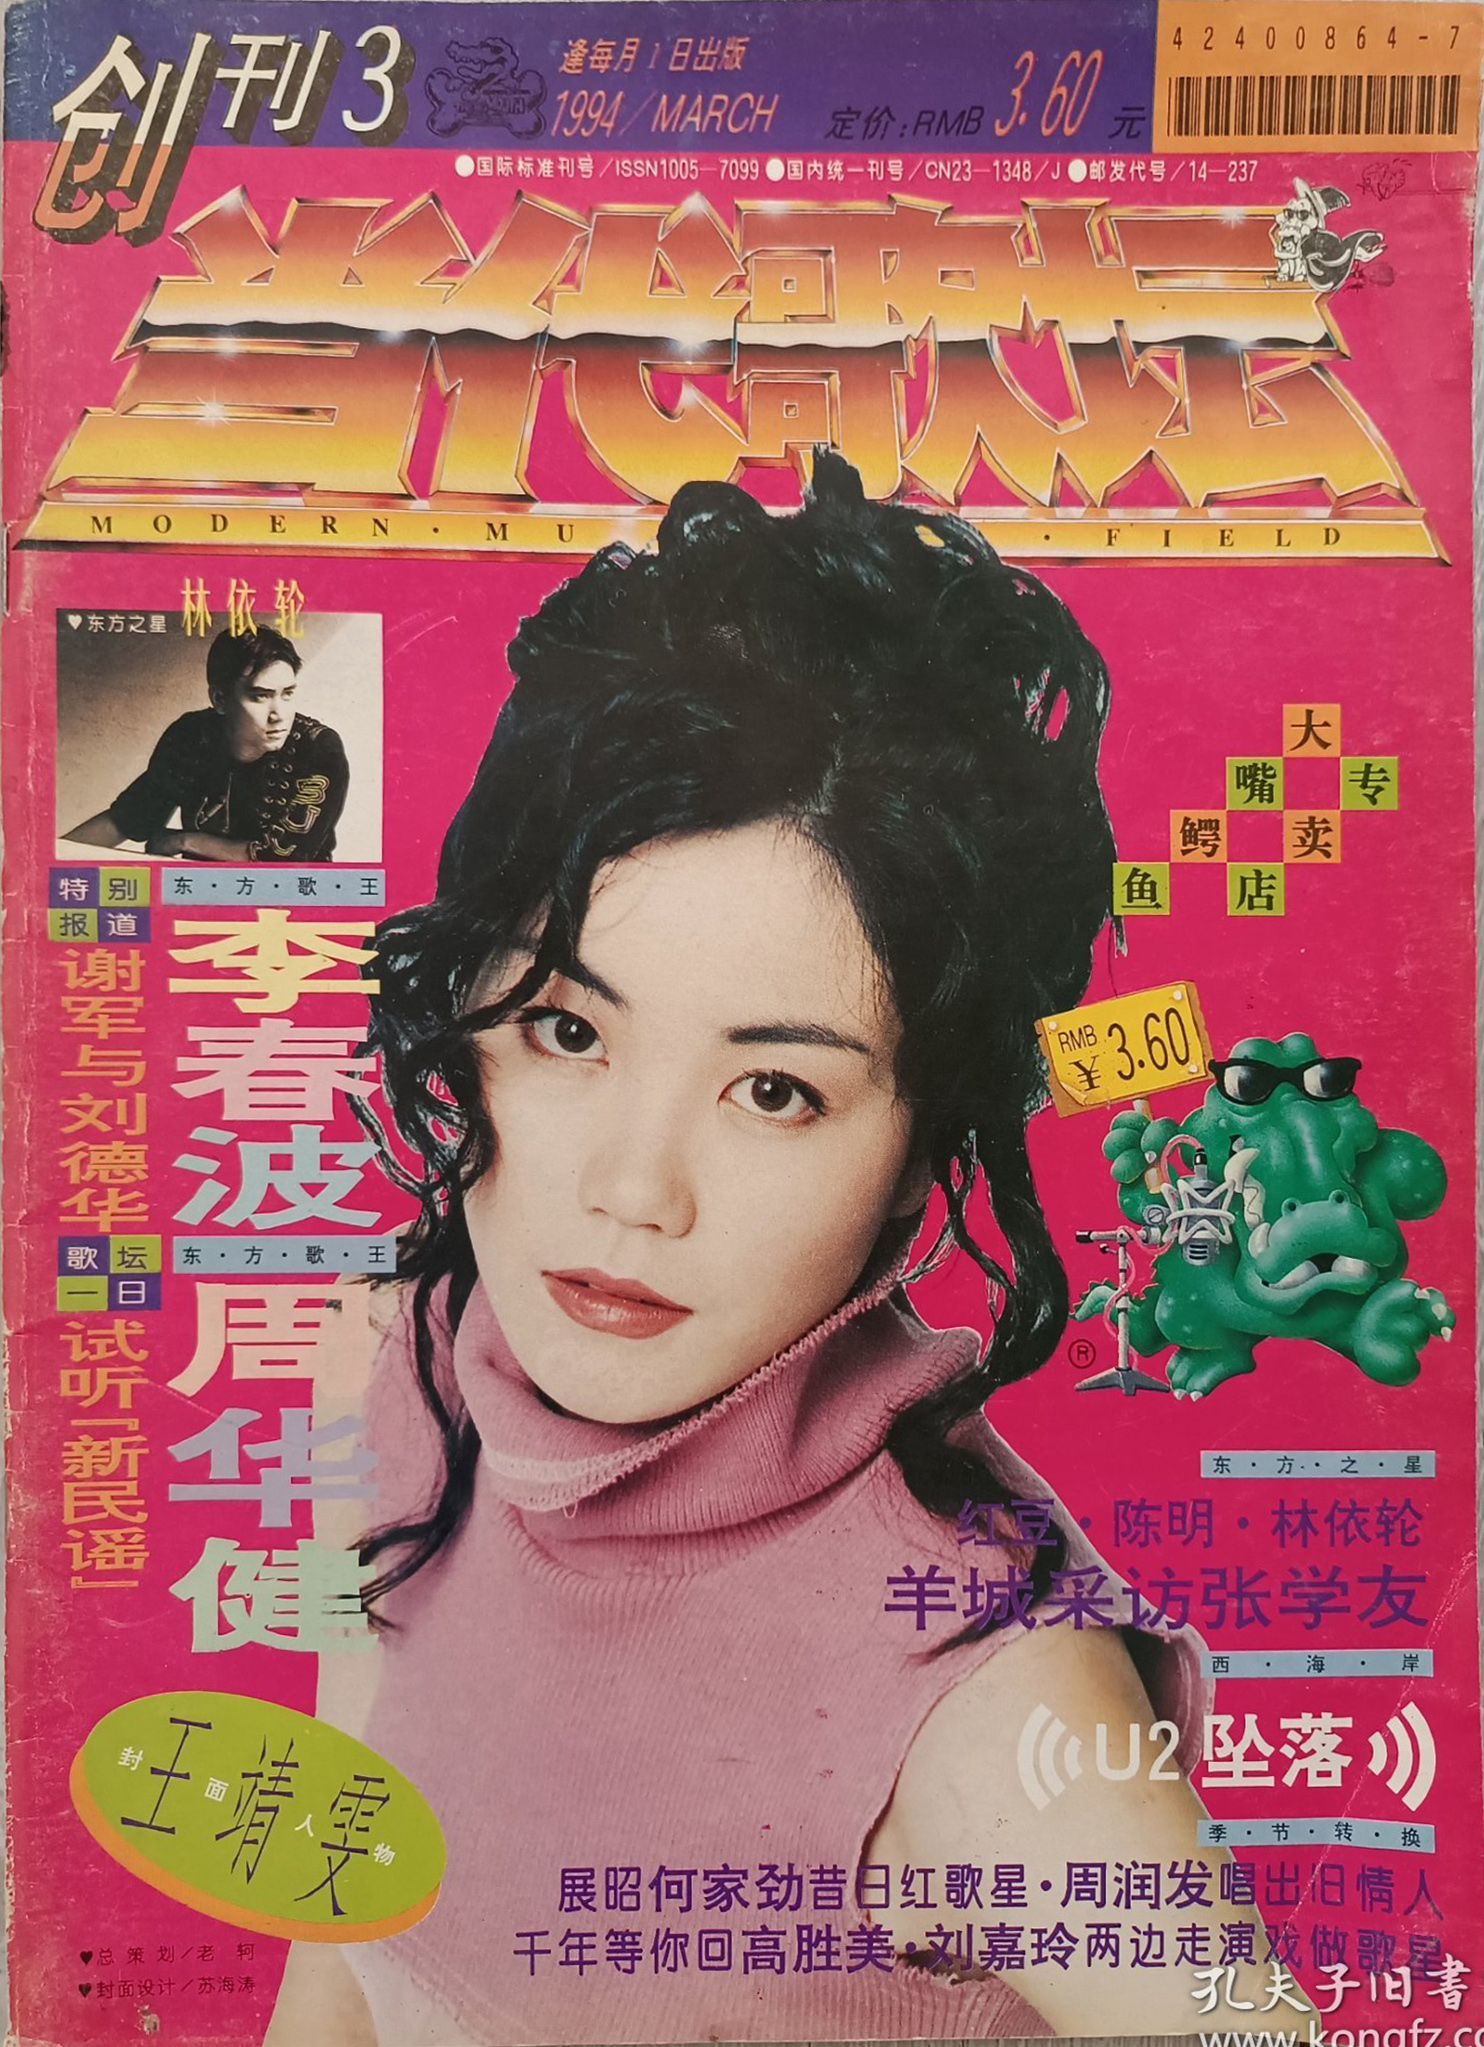 创刊3
逢每月1日出版
1994/MARCH
定价:RMB 3.60 元
42400864-7
●国际标准刊号/ISSN1005-7099●国内统一刊号/CN23-1348/J●邮发代号/14-237
当代歌坛
MODERN·MU · FIELD
♥东方之星 林依轮
特别报道
谢军与刘德华
歌坛一日
试听『新民谣』
东·方·歌·王
李春波
东·方·歌·王
周华健
大嘴鳄鱼
专卖店
RMB ¥ 3.60
®
东·方·之·星
红豆·陈明·林依轮
羊城采访张学友
西·海·岸
U2坠落
季·节·转·换
展昭何家劲昔日红歌星·周润发唱出旧情人
千年等你回高胜美·刘嘉玲两边走演戏做歌星
封面人物
王靖雯
♥总策划/老轲
♥封面设计/苏海涛
孔夫子旧書
www.kongfz.co